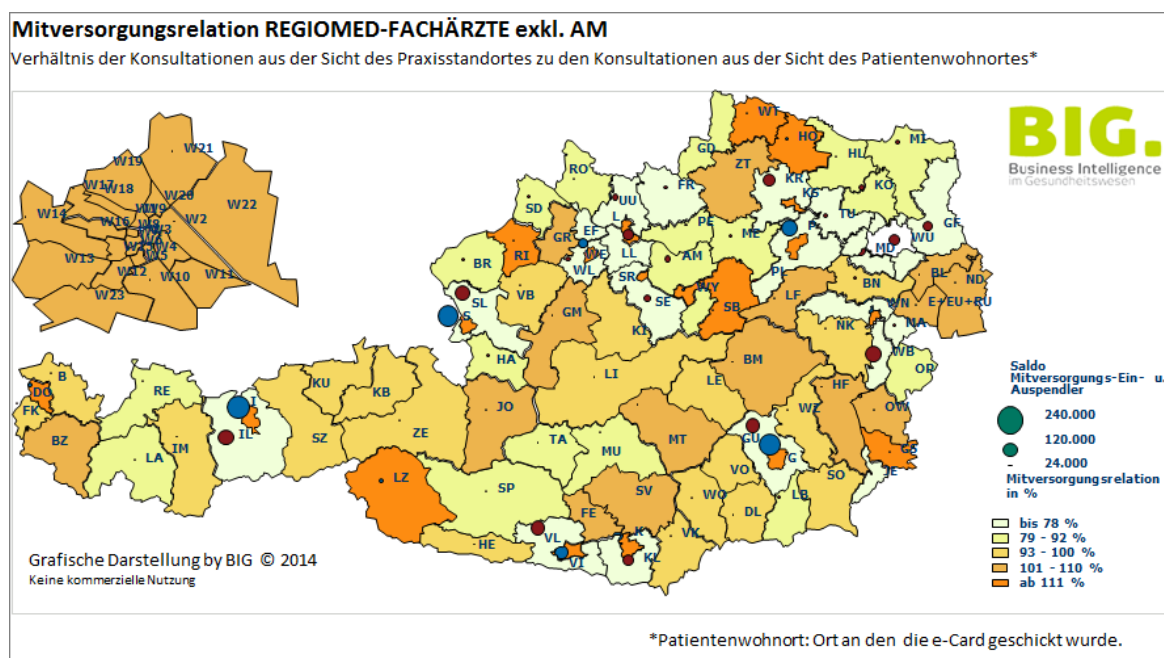 Mitversorgungsrelation REGIOMED-FACHÄRZTE exkl. AM
Verhältnis der Konsultationen aus der Sicht des Praxisstandortes zu den Konsultationen aus der Sicht des Patientenwohnortes*
BIG.
Business Intelligence
im Gesundheitswesen
W21
W19
W17
W18
W20
W22
W14
W16
W2
W13
W12
W10
W11
W23
WT
HO
MI
GD
HL
ZT
RO
UU
FR
KR
KS
KO
SD
L
PE
TU
GF
GR
EF
ME
P
WU
RI
WE
LL
AM
MD
BR
WL
SR
PL
BL
ND
SL
VB
SE
WY
SB
LF
BN
WN
E+EU+RU
S
GM
KI
NK
MA
HA
BM
WB
OP
B
RE
KU
KB
LI
LE
HF
DO
FK
I
JO
WZ
OW
BZ
IL
SZ
ZE
TA
MT
GU
GS
LA
IM
MU
G
JE
LZ
SP
SV
VO
SO
WO
LB
FE
DL
HE
VL
K
VK
VI
KL
Saldo
Mitversorgungs-Ein- u.
Auspendler
240.000
120.000
24.000
Mitversorgungsrelation
in %
bis 78 %
79 - 92 %
93 - 100 %
101 - 110 %
ab 111 %
Grafische Darstellung by BIG © 2014
Keine kommerzielle Nutzung
*Patientenwohnort: Ort an den die e-Card geschickt wurde.